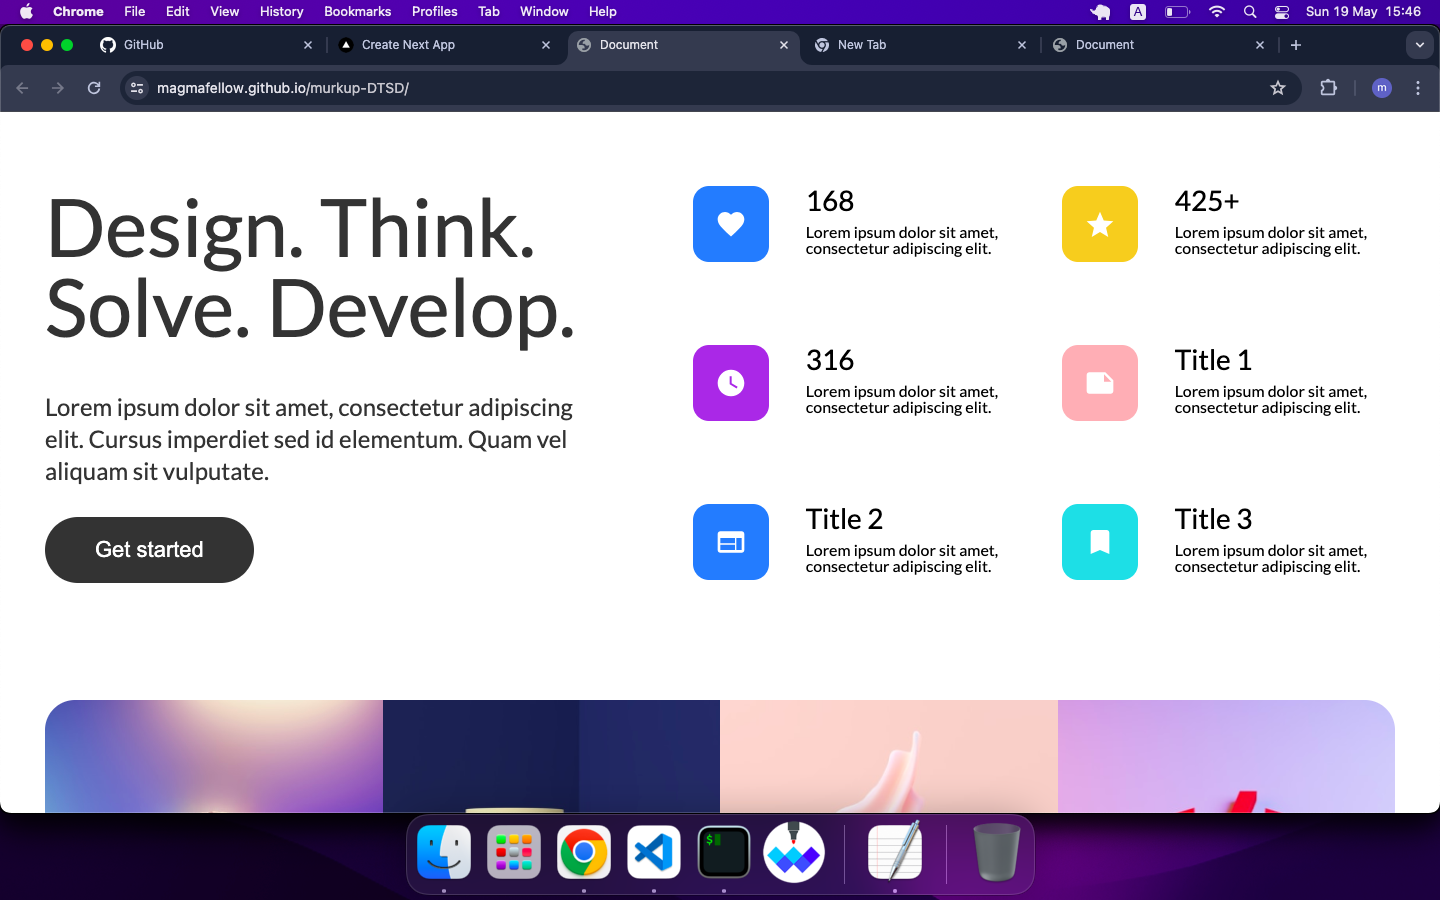 Chrome File Edit View History Bookmarks Profiles Tab Window Help A Sun 19 May 15:46
GitHub Create Next App Document New Tab Document
magmafellow.github.io/murkup-DTSD/ m
Design. Think.
Solve. Develop.
Lorem ipsum dolor sit amet, consectetur adipiscing
elit. Cursus imperdiet sed id elementum. Quam vel
aliquam sit vulputate.
Get started
168
Lorem ipsum dolor sit amet,
consectetur adipiscing elit.
425+
Lorem ipsum dolor sit amet,
consectetur adipiscing elit.
316
Lorem ipsum dolor sit amet,
consectetur adipiscing elit.
Title 1
Lorem ipsum dolor sit amet,
consectetur adipiscing elit.
Title 2
Lorem ipsum dolor sit amet,
consectetur adipiscing elit.
Title 3
Lorem ipsum dolor sit amet,
consectetur adipiscing elit.
$